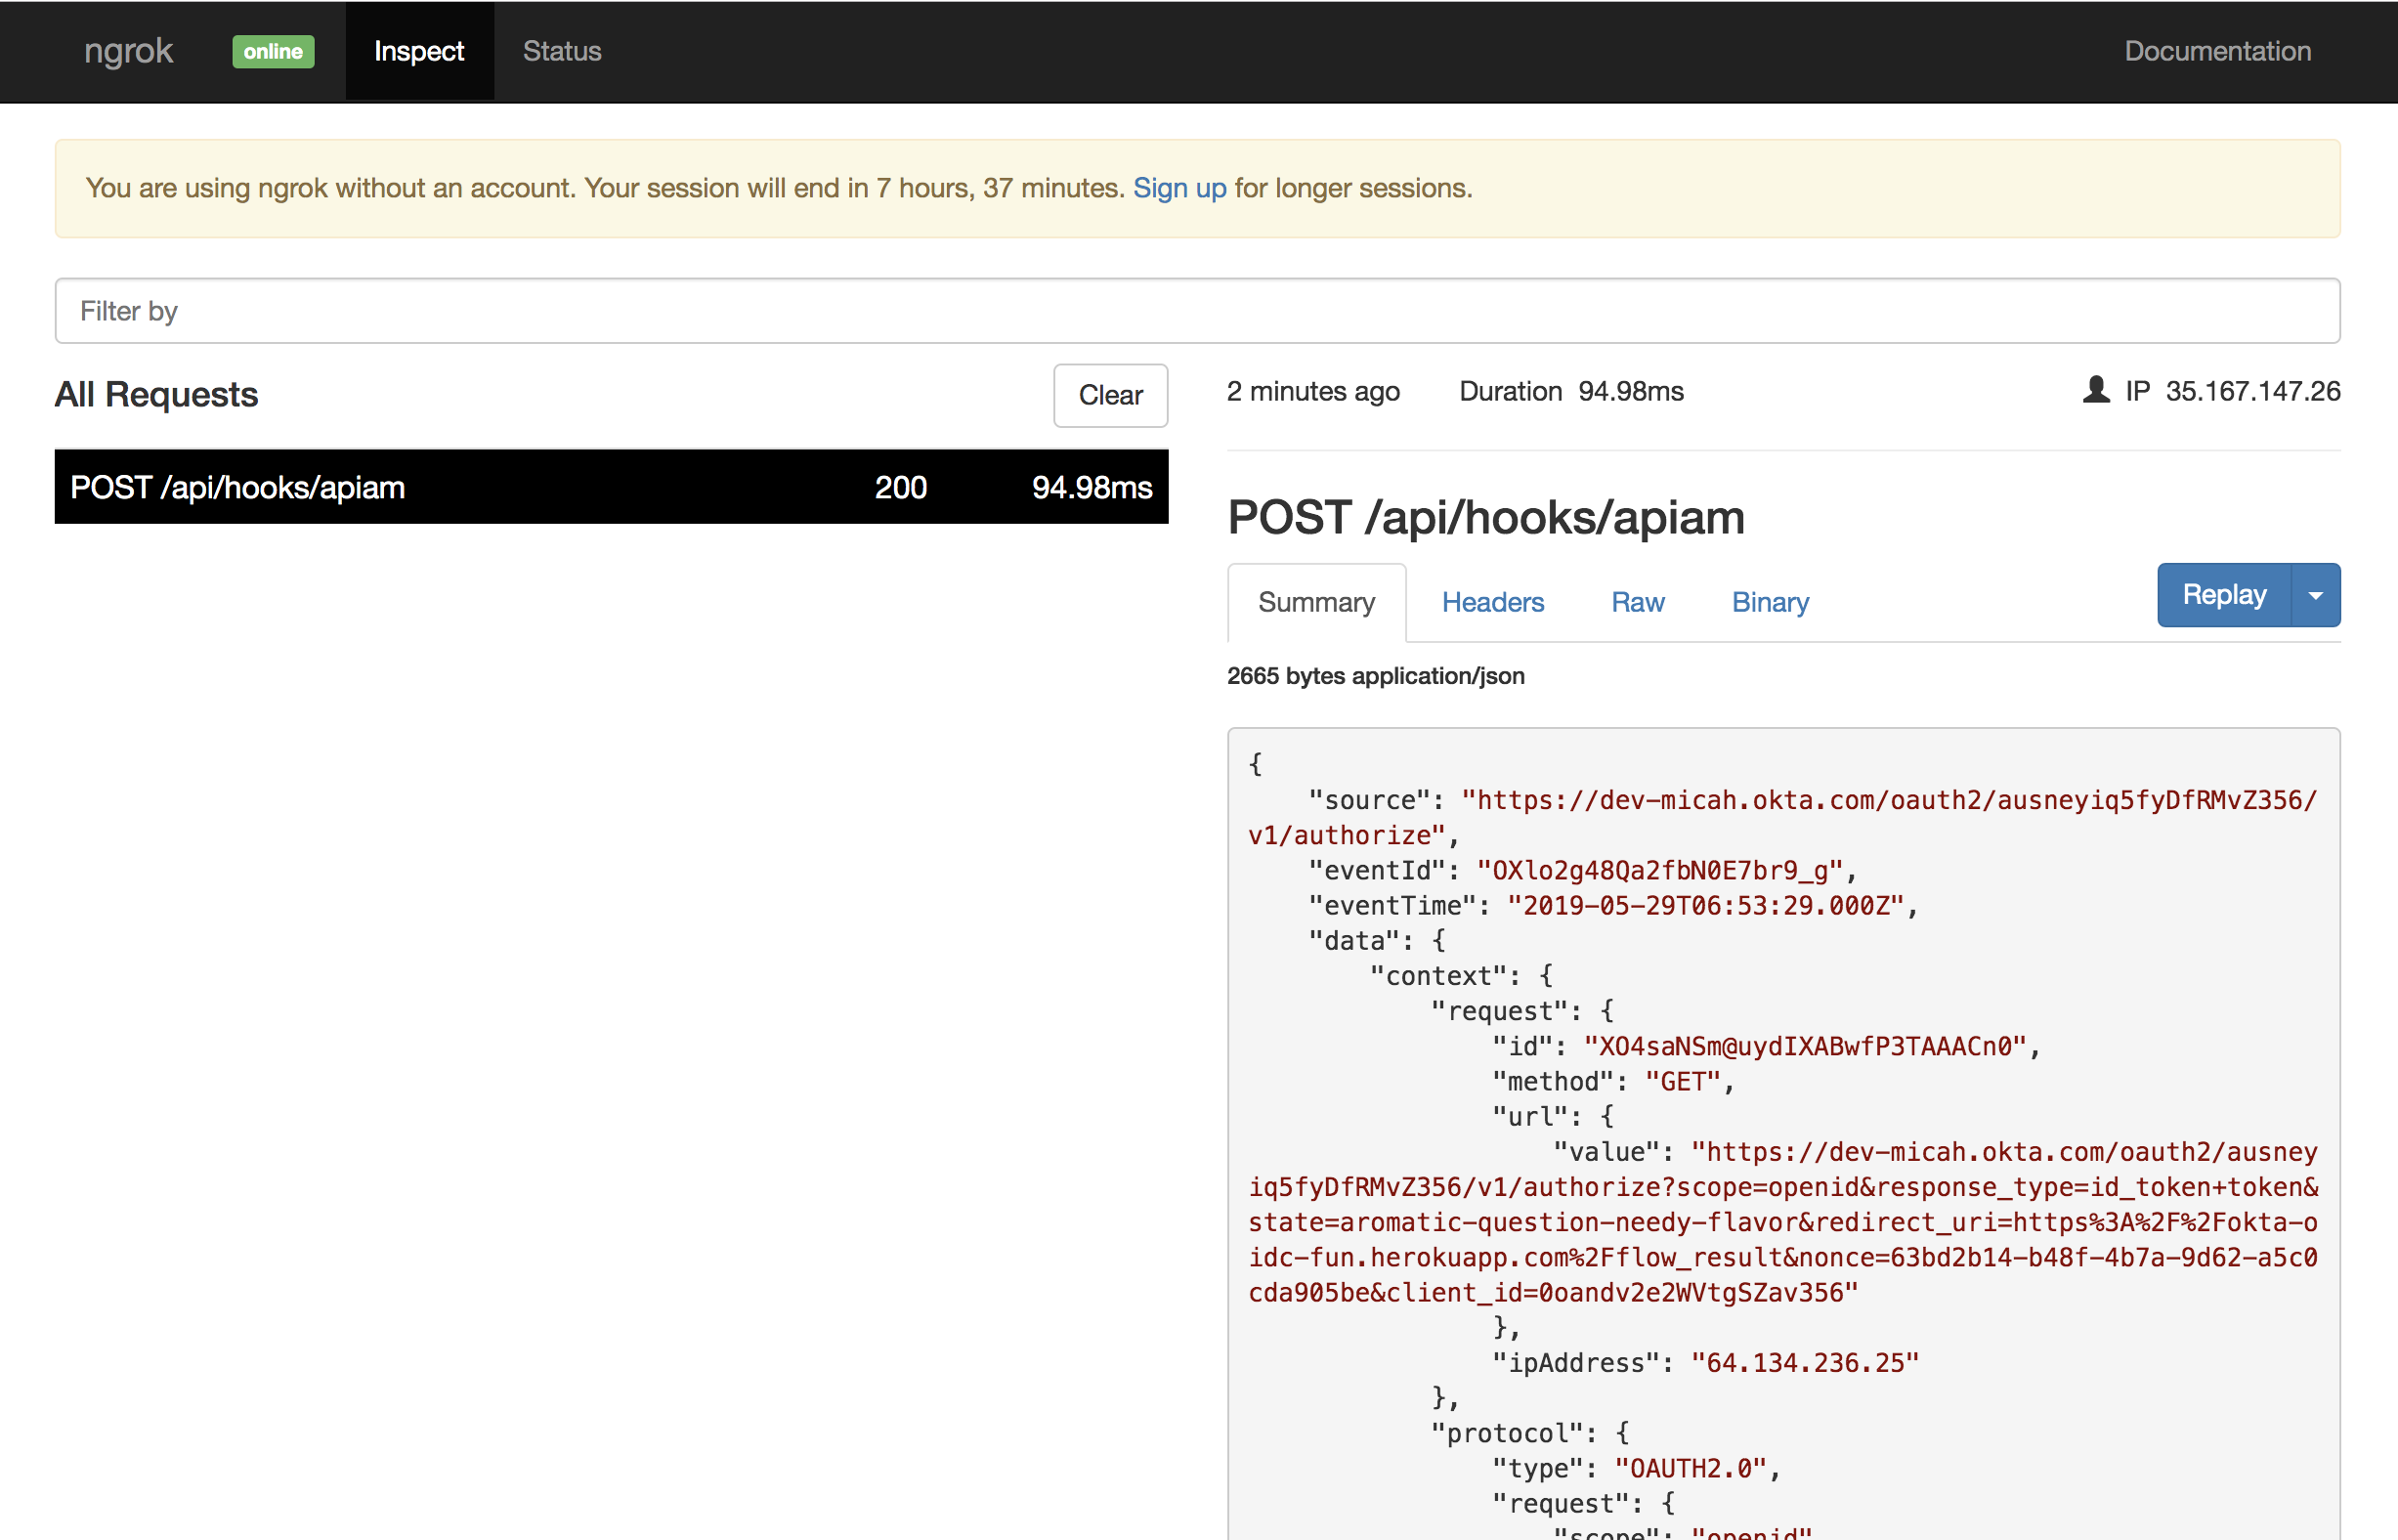 ngrok online Inspect Status Documentation
You are using ngrok without an account. Your session will end in 7 hours, 37 minutes. Sign up for longer sessions.
Filter by
All Requests Clear
POST /api/hooks/apiam 200 94.98ms
2 minutes ago Duration 94.98ms IP 35.167.147.26
POST /api/hooks/apiam
Summary Headers Raw Binary Replay
2665 bytes application/json
{
"source": "https://dev-micah.okta.com/oauth2/ausneyiq5fyDfRMvZ356/
v1/authorize",
"eventId": "OXlo2g48Qa2fbN0E7br9_g",
"eventTime": "2019-05-29T06:53:29.000Z",
"data": {
"context": {
"request": {
"id": "XO4saNSm@uydIXABwfP3TAAACn0",
"method": "GET",
"url": {
"value": "https://dev-micah.okta.com/oauth2/ausney
iq5fyDfRMvZ356/v1/authorize?scope=openid&response_type=id_token+token&
state=aromatic-question-needy-flavor&redirect_uri=https%3A%2F%2Fokta-o
idc-fun.herokuapp.com%2Fflow_result&nonce=63bd2b14-b48f-4b7a-9d62-a5c0
cda905be&client_id=0oandv2e2WVtgSZav356"
},
"ipAddress": "64.134.236.25"
},
"protocol": {
"type": "OAUTH2.0",
"request": {
"scope": "openid"